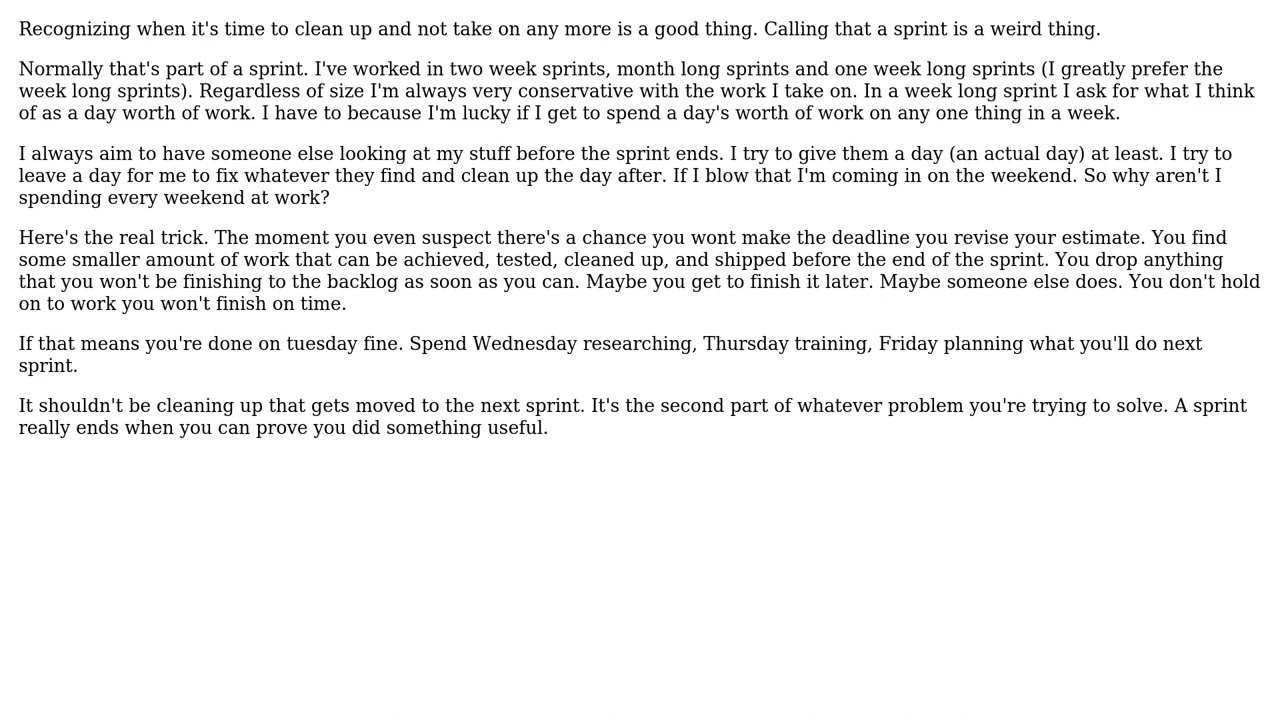 Recognizing when it's time to clean up and not take on any more is a good thing. Calling that a sprint is a weird thing.
Normally that's part of a sprint. I've worked in two week sprints, month long sprints and one week long sprints (I greatly prefer the
week long sprints). Regardless of size I'm always very conservative with the work I take on. In a week long sprint I ask for what I think
of as a day worth of work. I have to because I'm lucky if I get to spend a day's worth of work on any one thing in a week.
I always aim to have someone else looking at my stuff before the sprint ends. I try to give them a day (an actual day) at least. I try to
leave a day for me to fix whatever they find and clean up the day after. If I blow that I'm coming in on the weekend. So why aren't I
spending every weekend at work?
Here's the real trick. The moment you even suspect there's a chance you wont make the deadline you revise your estimate. You find
some smaller amount of work that can be achieved, tested, cleaned up, and shipped before the end of the sprint. You drop anything
that you won't be finishing to the backlog as soon as you can. Maybe you get to finish it later. Maybe someone else does. You don't hold
on to work you won't finish on time.
If that means you're done on tuesday fine. Spend Wednesday researching, Thursday training, Friday planning what you'll do next
sprint.
It shouldn't be cleaning up that gets moved to the next sprint. It's the second part of whatever problem you're trying to solve. A sprint
really ends when you can prove you did something useful.